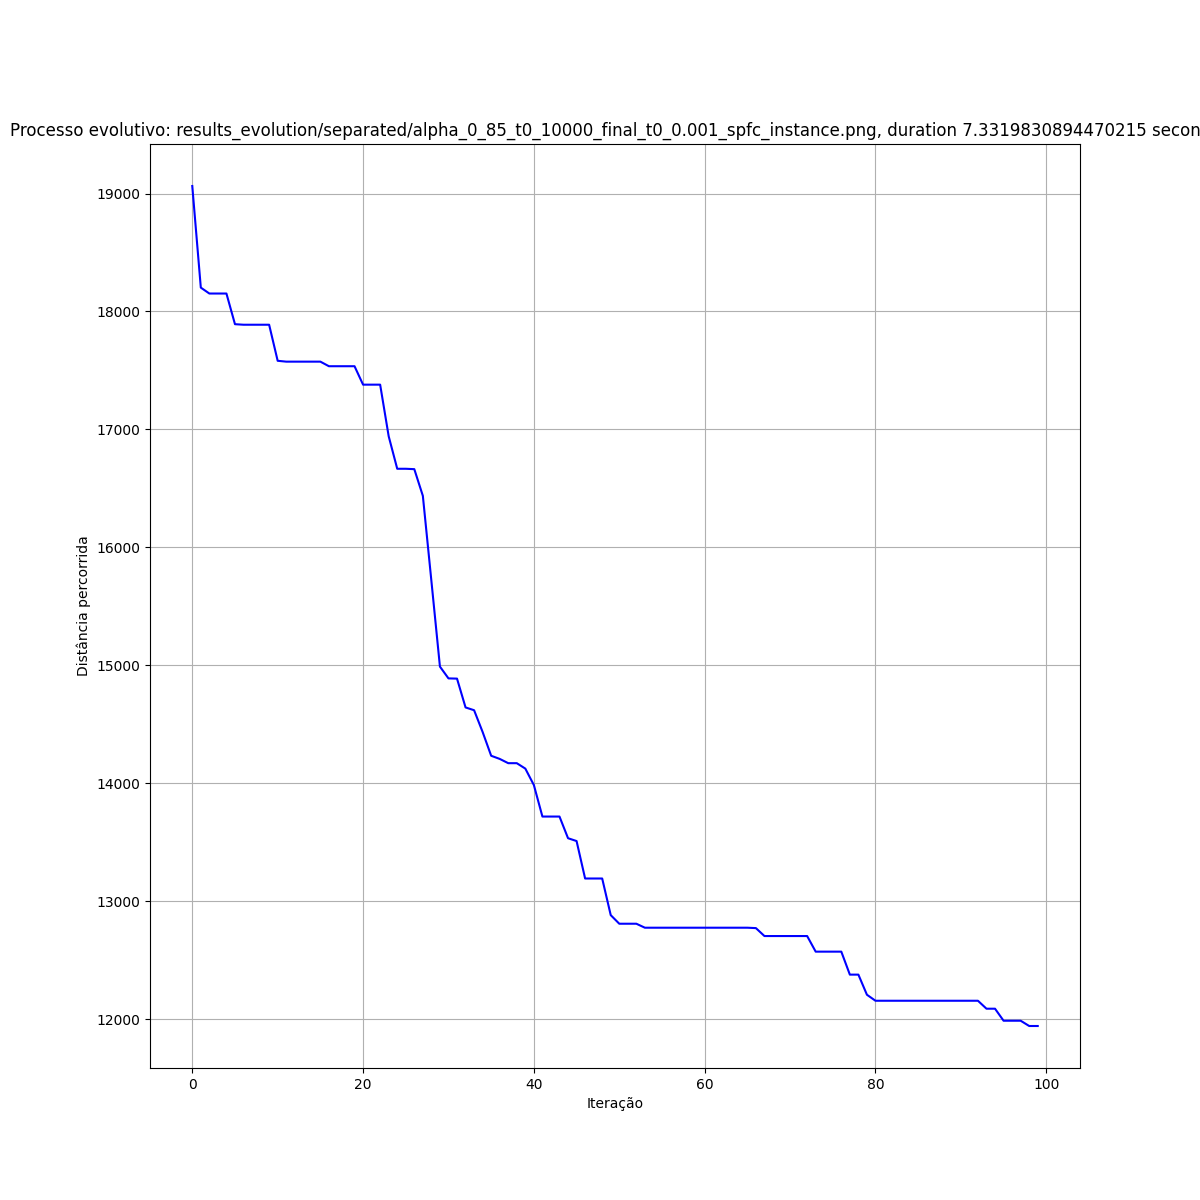 Processo evolutivo: results_evolution/separated/alpha_0_85_t0_10000_final_t0_0.001_spfc_instance.png, duration 7.3319830894470215 secon
19000
18000
17000
16000
15000
14000
13000
12000
Distância percorrida
0 20 40 60 80 100
Iteração